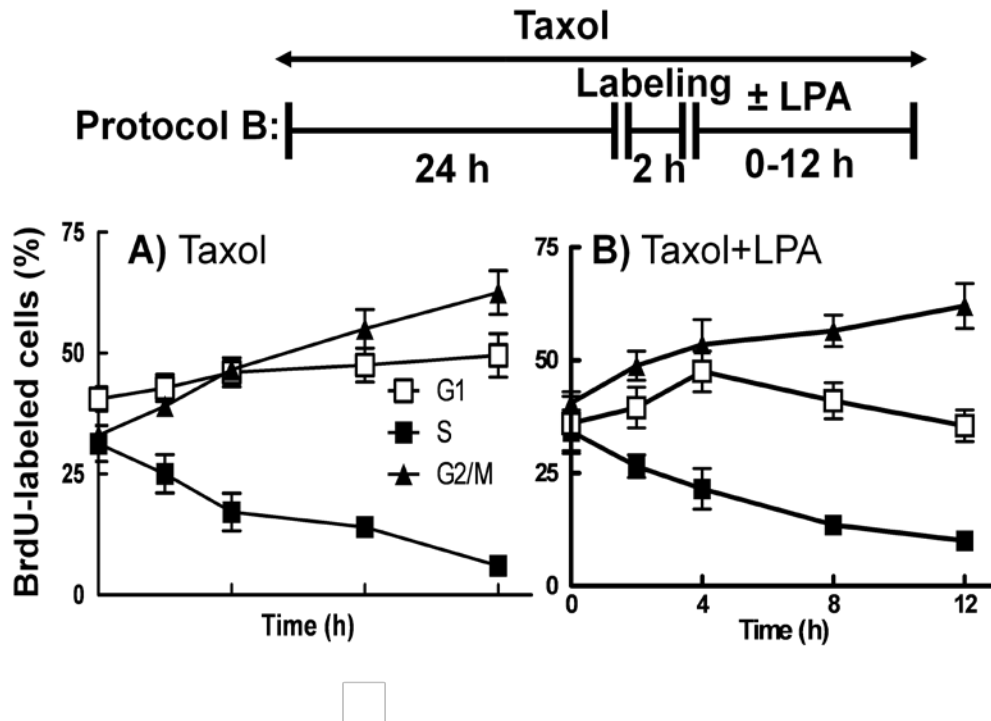 Taxol
Labeling
± LPA
Protocol B:
24 h
2 h
0-12 h
BrdU-labeled cells (%)
75
50
25
0
A) Taxol
G1
S
G2/M
Time (h)
75
50
25
0
B) Taxol+LPA
0
4
8
12
Time (h)